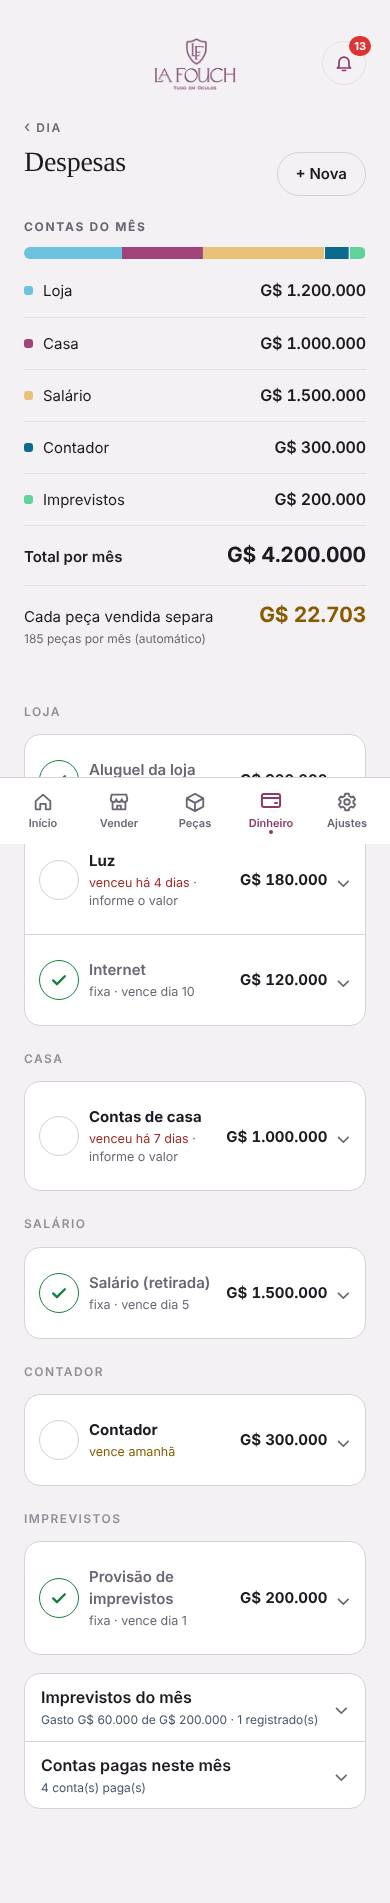 LF
LA FOUCH
TUDO EM ÓCULOS
13
‹ DIA
Despesas
+ Nova
CONTAS DO MÊS
Loja G$ 1.200.000
Casa G$ 1.000.000
Salário G$ 1.500.000
Contador G$ 300.000
Imprevistos G$ 200.000
Total por mês G$ 4.200.000
Cada peça vendida separa G$ 22.703
185 peças por mês (automático)
LOJA
Aluguel da loja
Início Vender Peças Dinheiro Ajustes
Luz
venceu há 4 dias ·
informe o valor
G$ 180.000
Internet
fixa · vence dia 10
G$ 120.000
CASA
Contas de casa
venceu há 7 dias ·
informe o valor
G$ 1.000.000
SALÁRIO
Salário (retirada)
fixa · vence dia 5
G$ 1.500.000
CONTADOR
Contador
vence amanhã
G$ 300.000
IMPREVISTOS
Provisão de
imprevistos
fixa · vence dia 1
G$ 200.000
Imprevistos do mês
Gasto G$ 60.000 de G$ 200.000 · 1 registrado(s)
Contas pagas neste mês
4 conta(s) paga(s)